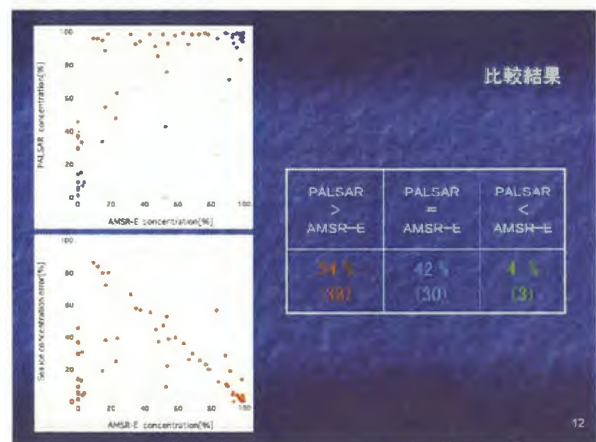 比較結果
100
80
60
40
20
0
PALSAR concentration[%]
0 20 40 60 80 100
AMSR-E concentration[%]
100
80
60
40
20
0
Sea ice concentration error[%]
0 20 40 60 80 100
AMSR-E concentration[%]
PALSAR > AMSR-E
PALSAR = AMSR-E
PALSAR < AMSR-E
54 % 42 % 4 %
(38) (30) (3)
12